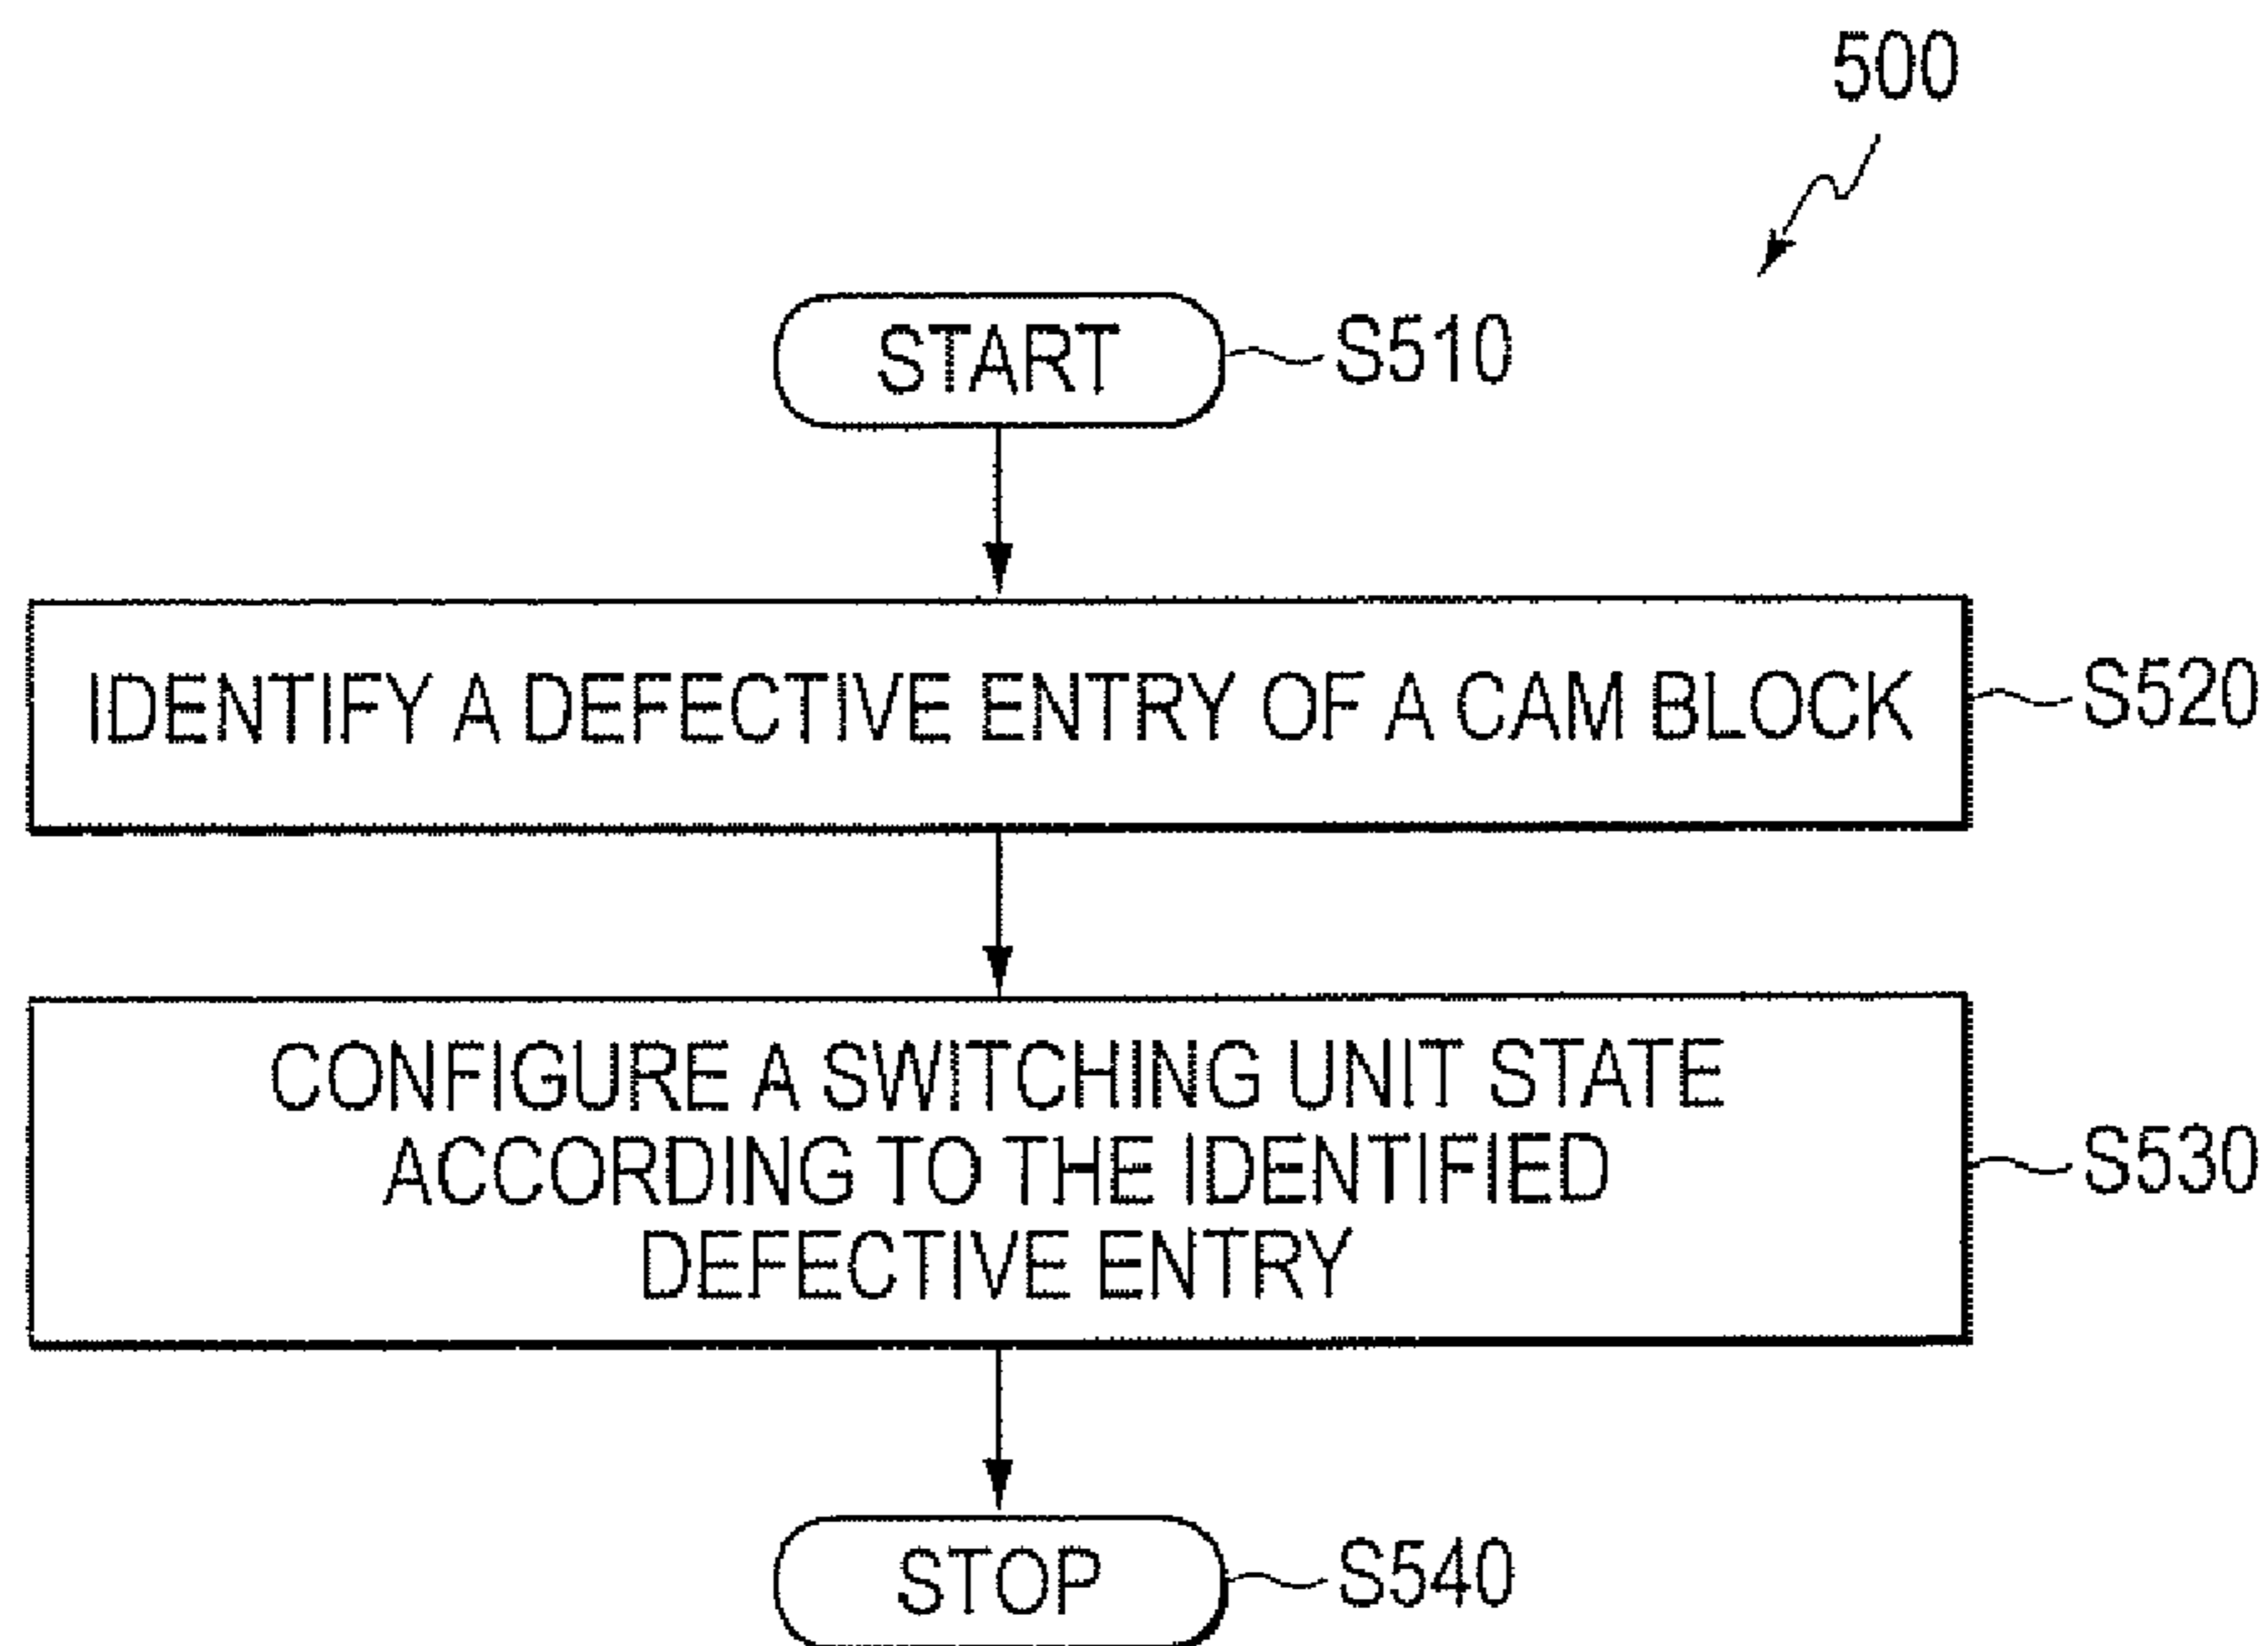 500
START
S510
IDENTIFY A DEFECTIVE ENTRY OF A CAM BLOCK
S520
CONFIGURE A SWITCHING UNIT STATE
ACCORDING TO THE IDENTIFIED
DEFECTIVE ENTRY
S530
STOP
S540